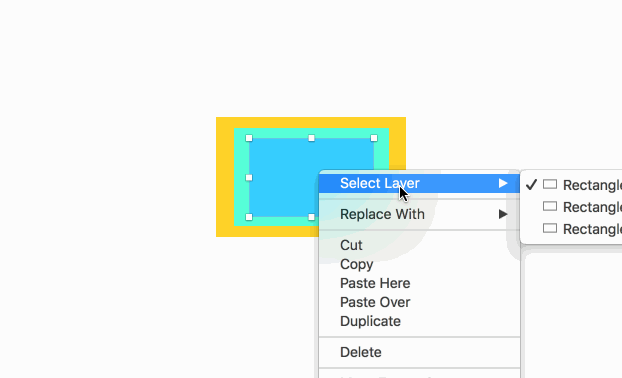 Select Layer
Rectangle
Rectangle
Rectangle
Replace With
Cut
Copy
Paste Here
Paste Over
Duplicate
Delete